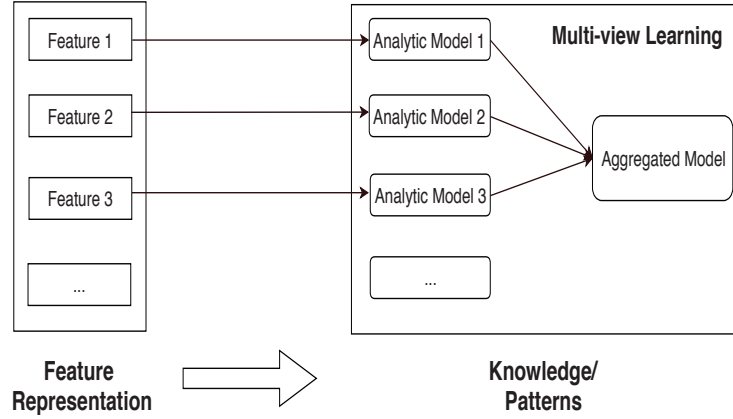 Feature 1
Feature 2
Feature 3
...
Feature
Representation
Multi-view Learning
Analytic Model 1
Analytic Model 2
Analytic Model 3
...
Aggregated Model
Knowledge/
Patterns